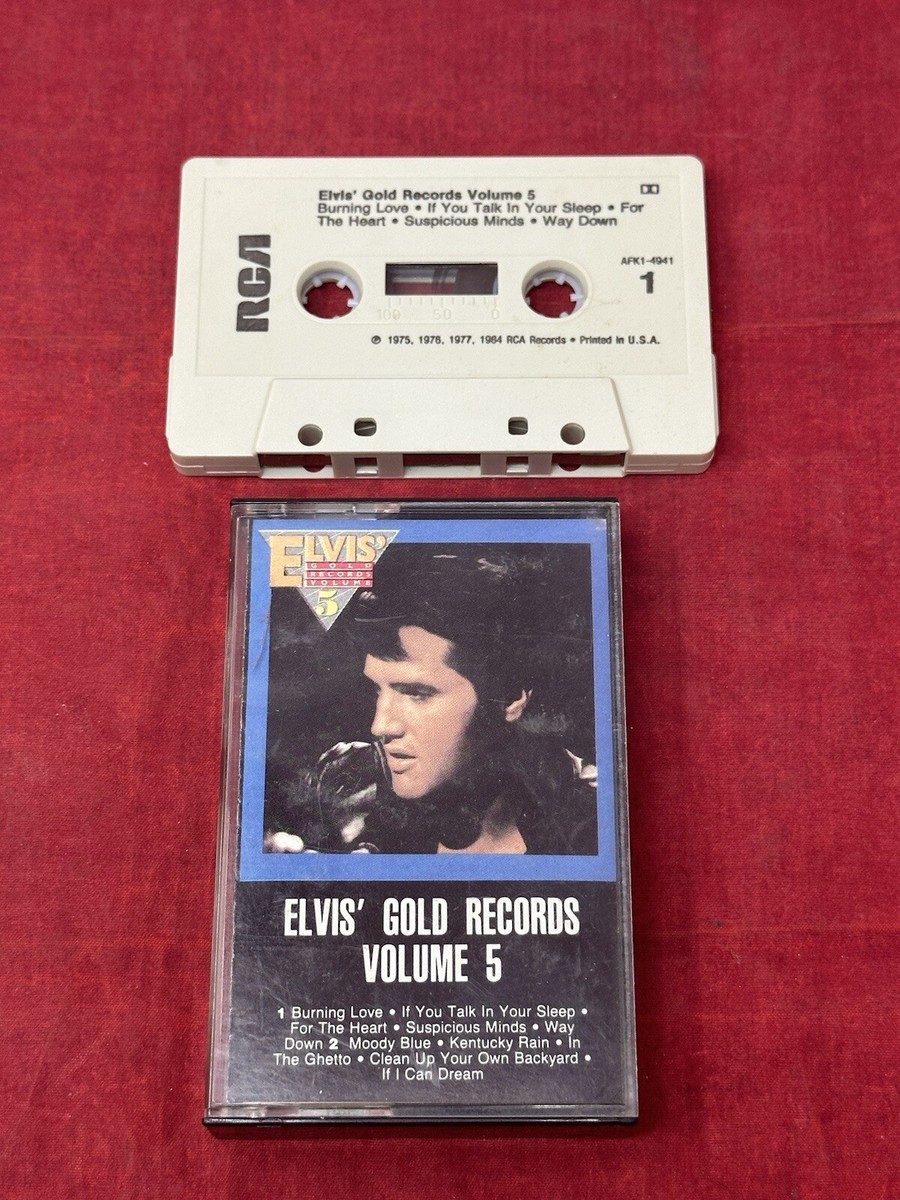 Elvis' Gold Records Volume 5
Burning Love • If You Talk In Your Sleep • For
The Heart • Suspicious Minds • Way Down
RCA
AFK1-4941
1
100 50 0
℗ 1975, 1976, 1977, 1984 RCA Records • Printed in U.S.A.
ELVIS'
GOLD
RECORDS
VOLUME
5
ELVIS' GOLD RECORDS
VOLUME 5
1 Burning Love • If You Talk In Your Sleep •
For The Heart • Suspicious Minds • Way
Down 2 Moody Blue • Kentucky Rain • In
The Ghetto • Clean Up Your Own Backyard •
If I Can Dream